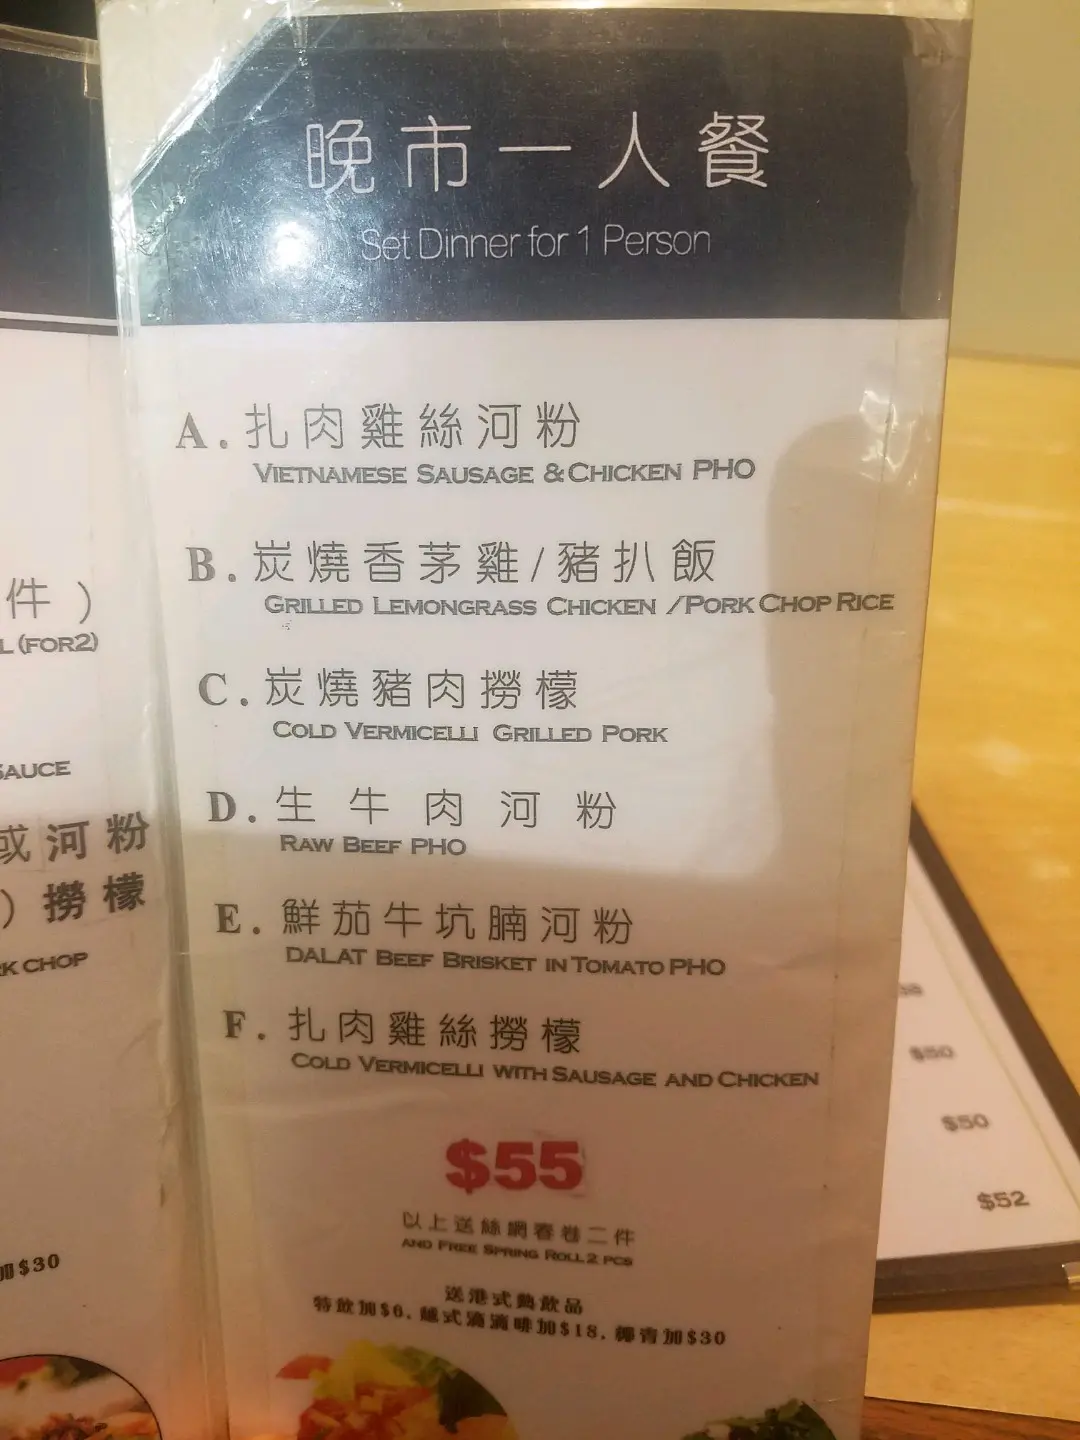 晚市一人餐
Set Dinner for 1 Person
A. 扎肉雞絲河粉
VIETNAMESE SAUSAGE & CHICKEN PHO
B. 炭燒香茅雞/豬扒飯
GRILLED LEMONGRASS CHICKEN /PORK CHOP RICE
C. 炭燒豬肉撈檬
COLD VERMICELLI GRILLED PORK
D. 生牛肉河粉
RAW BEEF PHO
E. 鮮茄牛坑腩河粉
DALAT BEEF BRISKET IN TOMATO PHO
F. 扎肉雞絲撈檬
COLD VERMICELLI WITH SAUSAGE AND CHICKEN
$55
以上送絲網春卷二件
AND FREE SPRING ROLL 2 PCS
送港式熱飲品
特飲加$6. 越式滴滴啡加$18. 椰青加$30
件)
L (FOR2)
SAUCE
或河粉
) 撈檬
RK CHOP
加$30
$50
$50
$52